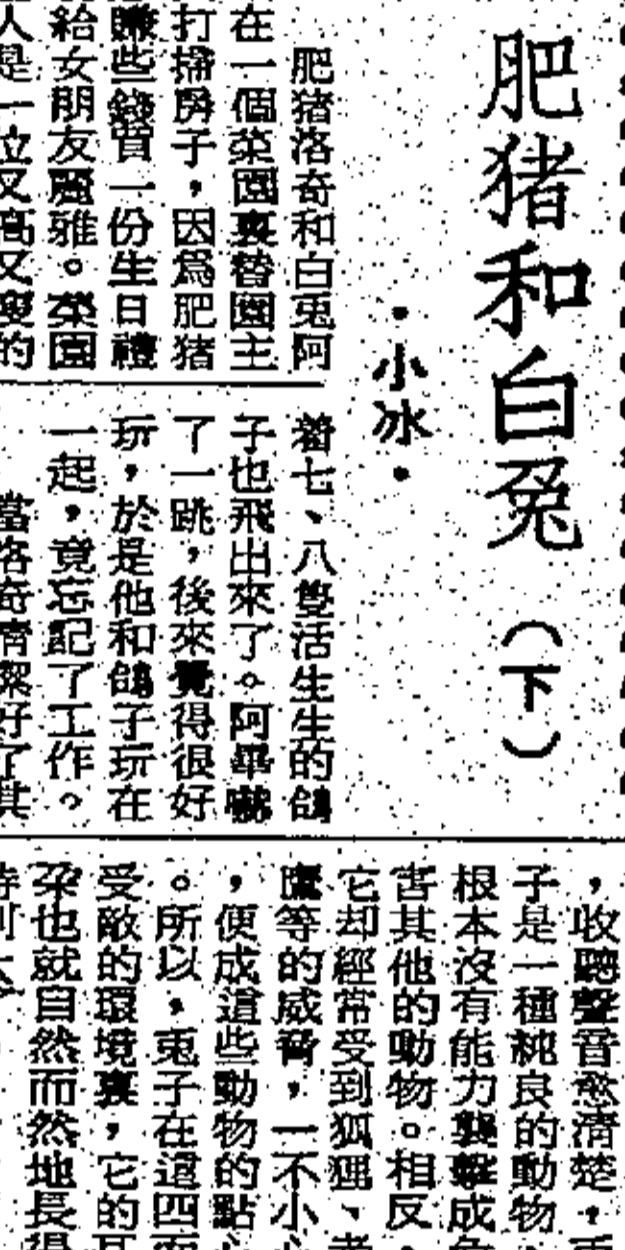 肥猪和白兔（下）
·小冰·
肥猪洛奇和白兎阿
在一個菜園裏替園主
打掃房子，因爲肥猪
賺些錢買一份生日禮
給女朋友麗雅。菜園
人是一位又高又瘦的
着七、八隻活生生的鴿
子也飛出來了。阿畢嚇
了一跳，後來覺得很好
玩，於是他和鴿子玩在
一起，竟忘記了工作。
當洛奇清潔好了其
，收聽聲音愈清楚，
子是一種純良的動物，
根本沒有能力襲擊或
害其他的動物。相反，
它却經常受到狐狸、
鷹等的威脅，一不小
，便成這些動物的點
。所以，兎子在這四
受敵的環境裏，它的
朶也就自然而然地長得
特別